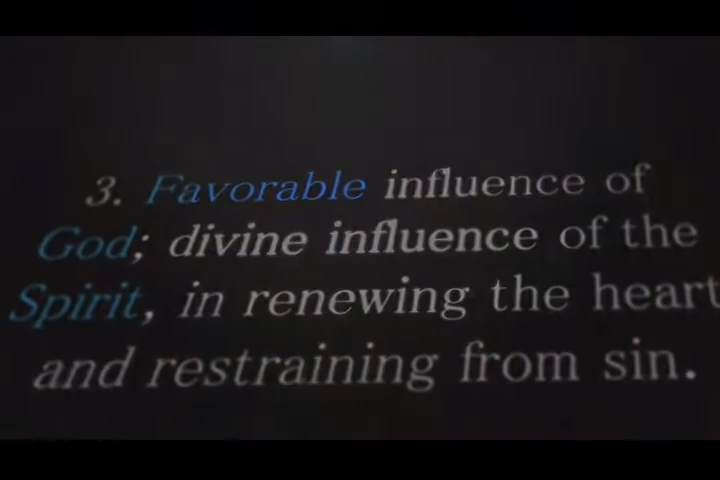 3. Favorable influence of
God; divine influence of the
Spirit, in renewing the heart
and restraining from sin.